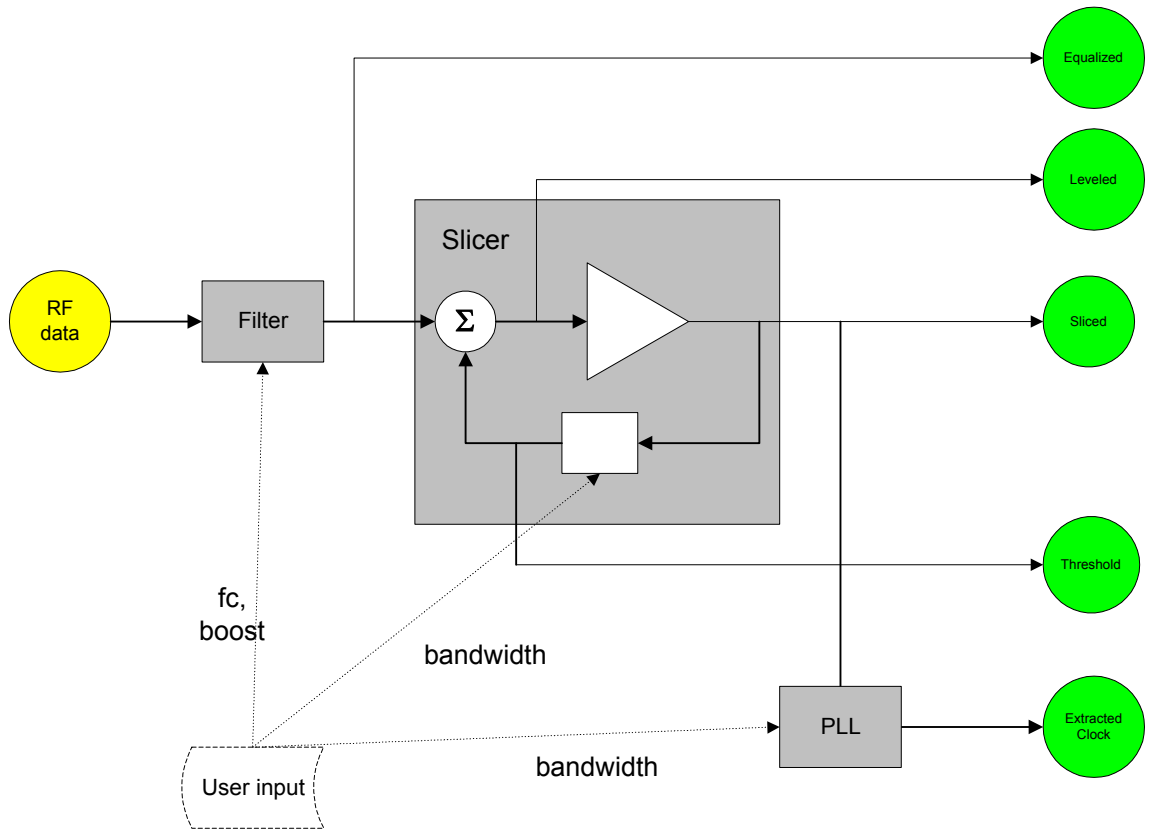 Equalized
Leveled
Slicer
RF
data
Filter
Σ
Sliced
Threshold
fc,
boost
bandwidth
PLL
Extracted
Clock
bandwidth
User input